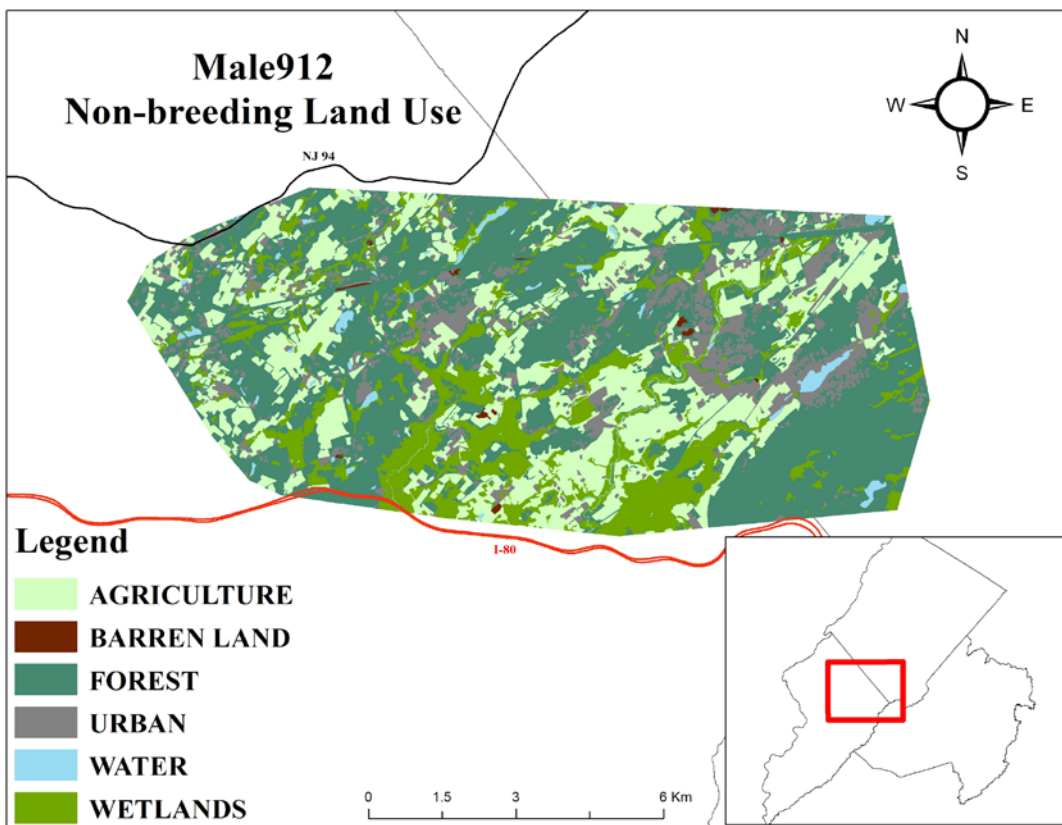 Male912
Non-breeding Land Use
NJ 94
N
W E
S
I-80
Legend
AGRICULTURE
BARREN LAND
FOREST
URBAN
WATER
WETLANDS
0 1.5 3 6 Km